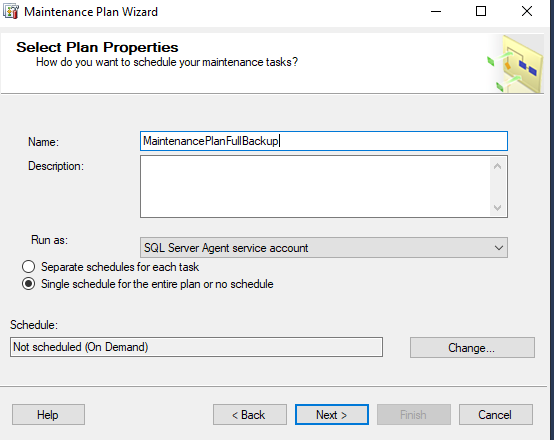 Maintenance Plan Wizard
Select Plan Properties
How do you want to schedule your maintenance tasks?
Name:
MaintenancePlanFullBackup
Description:
Run as:
SQL Server Agent service account
Separate schedules for each task
Single schedule for the entire plan or no schedule
Schedule:
Not scheduled (On Demand)
Change...
Help
< Back
Next >
Finish
Cancel